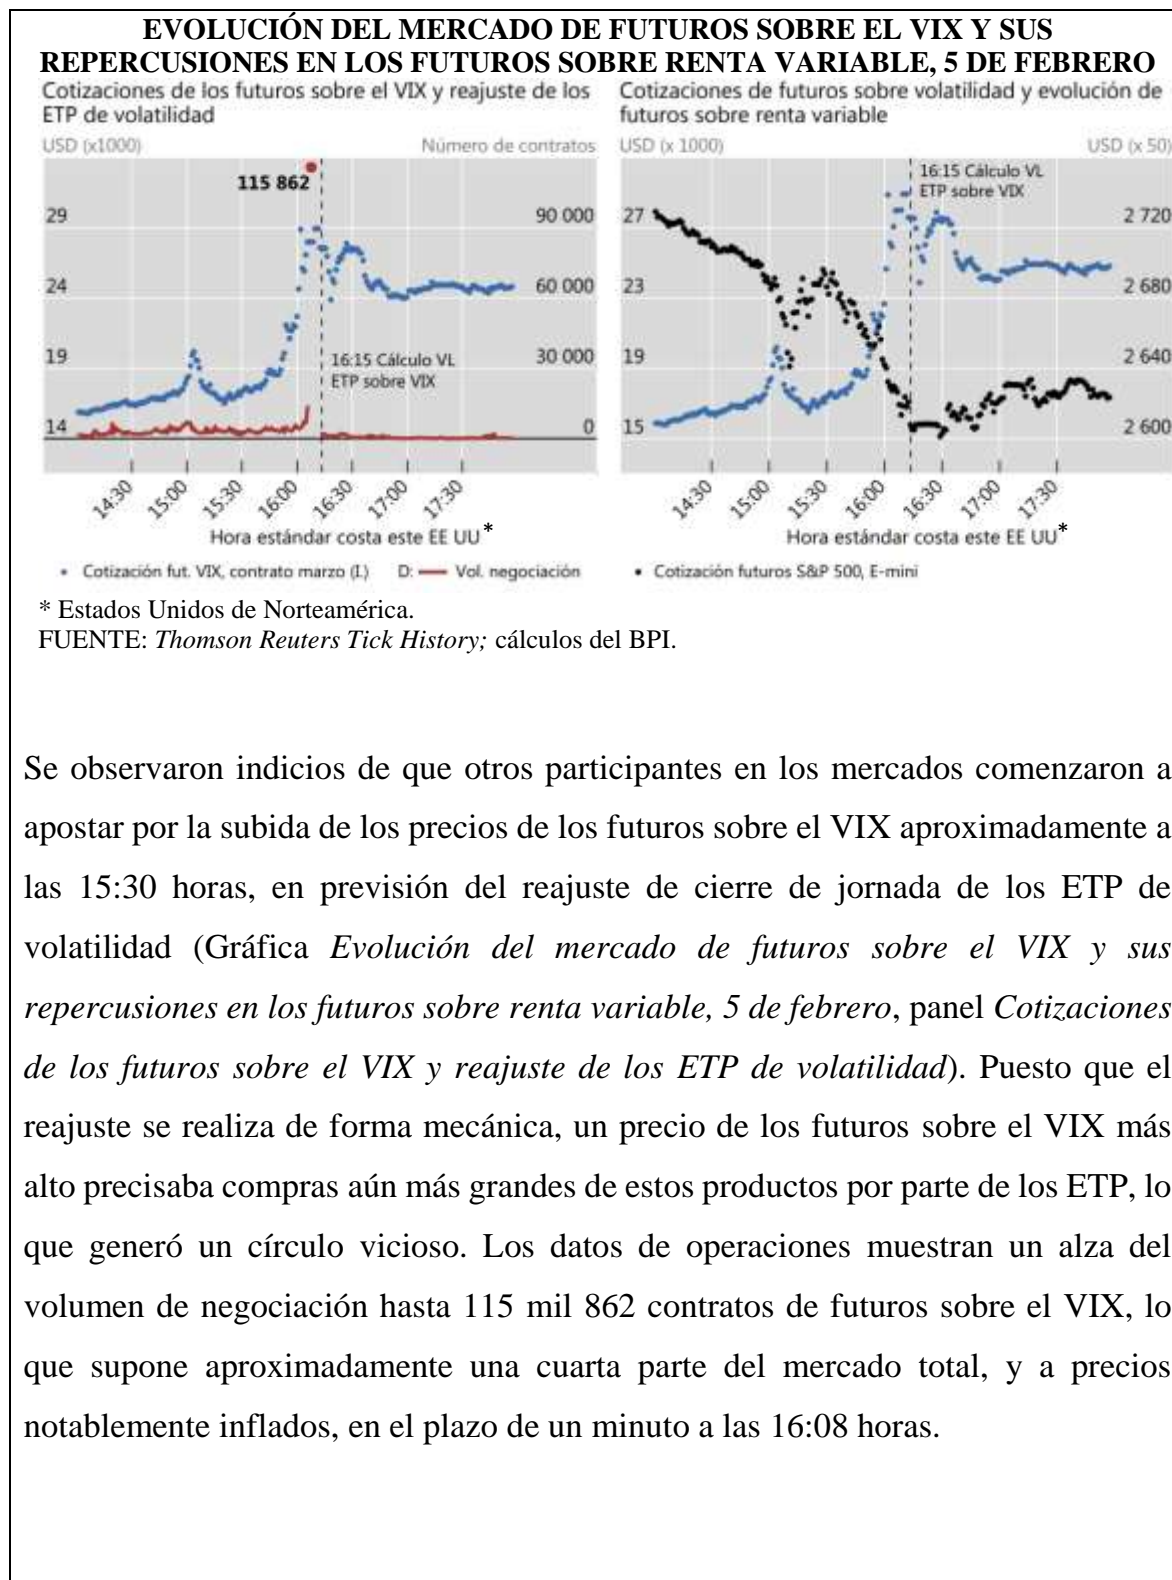 EVOLUCIÓN DEL MERCADO DE FUTUROS SOBRE EL VIX Y SUS
REPERCUSIONES EN LOS FUTUROS SOBRE RENTA VARIABLE, 5 DE FEBRERO
Cotizaciones de los futuros sobre el VIX y reajuste de los
ETP de volatilidad
USD (x1000)
Número de contratos
115 862
29
90 000
24
60 000
19
30 000
14
0
16:15 Cálculo VL
ETP sobre VIX
14:30
15:00
15:30
16:00
16:30
17:00
17:30
Hora estándar costa este EE UU*
• Cotización fut. VIX, contrato marzo (I.)
D: Vol. negociación
Cotizaciones de futuros sobre volatilidad y evolución de
futuros sobre renta variable
USD (x 1000)
USD (x 50)
16:15 Cálculo VL
ETP sobre VIX
27
2 720
23
2 680
19
2 640
15
2 600
14:30
15:00
15:30
16:00
16:30
17:00
17:30
Hora estándar costa este EE UU*
• Cotización futuros S&P 500, E-mini
* Estados Unidos de Norteamérica.
FUENTE: Thomson Reuters Tick History; cálculos del BPI.
Se observaron indicios de que otros participantes en los mercados comenzaron a
apostar por la subida de los precios de los futuros sobre el VIX aproximadamente a
las 15:30 horas, en previsión del reajuste de cierre de jornada de los ETP de
volatilidad (Gráfica Evolución del mercado de futuros sobre el VIX y sus
repercusiones en los futuros sobre renta variable, 5 de febrero, panel Cotizaciones
de los futuros sobre el VIX y reajuste de los ETP de volatilidad). Puesto que el
reajuste se realiza de forma mecánica, un precio de los futuros sobre el VIX más
alto precisaba compras aún más grandes de estos productos por parte de los ETP, lo
que generó un círculo vicioso. Los datos de operaciones muestran un alza del
volumen de negociación hasta 115 mil 862 contratos de futuros sobre el VIX, lo
que supone aproximadamente una cuarta parte del mercado total, y a precios
notablemente inflados, en el plazo de un minuto a las 16:08 horas.